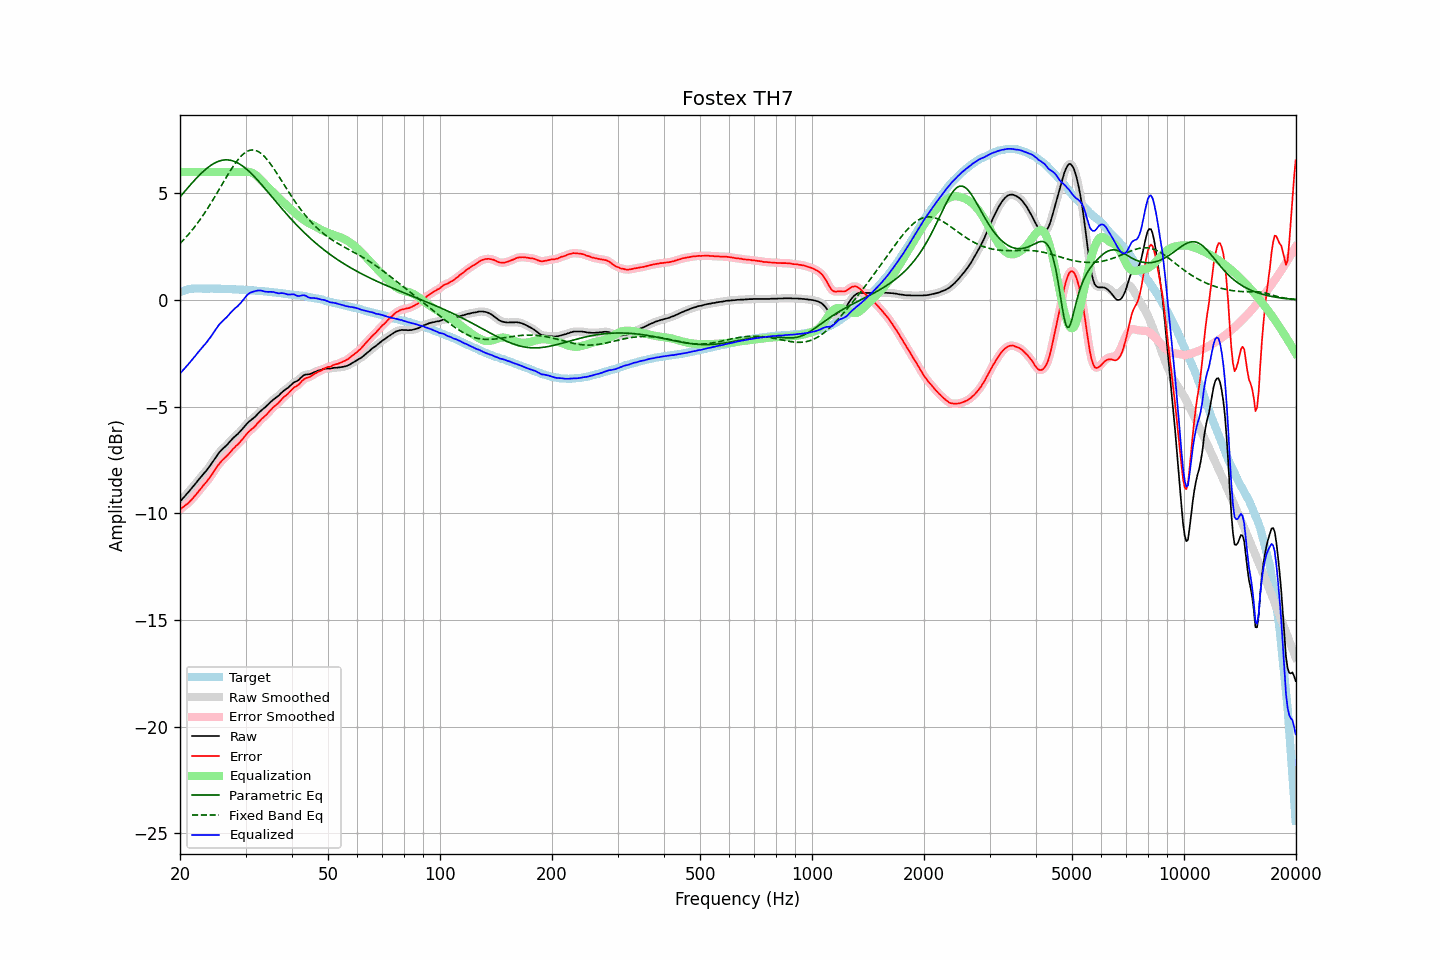 Fostex TH7
Amplitude (dBr)
5
0
−5
−10
−15
−20
−25
Target
Raw Smoothed
Error Smoothed
Raw
Error
Equalization
Parametric Eq
Fixed Band Eq
Equalized
20 50 100 200 500 1000 2000 5000 10000 20000
Frequency (Hz)